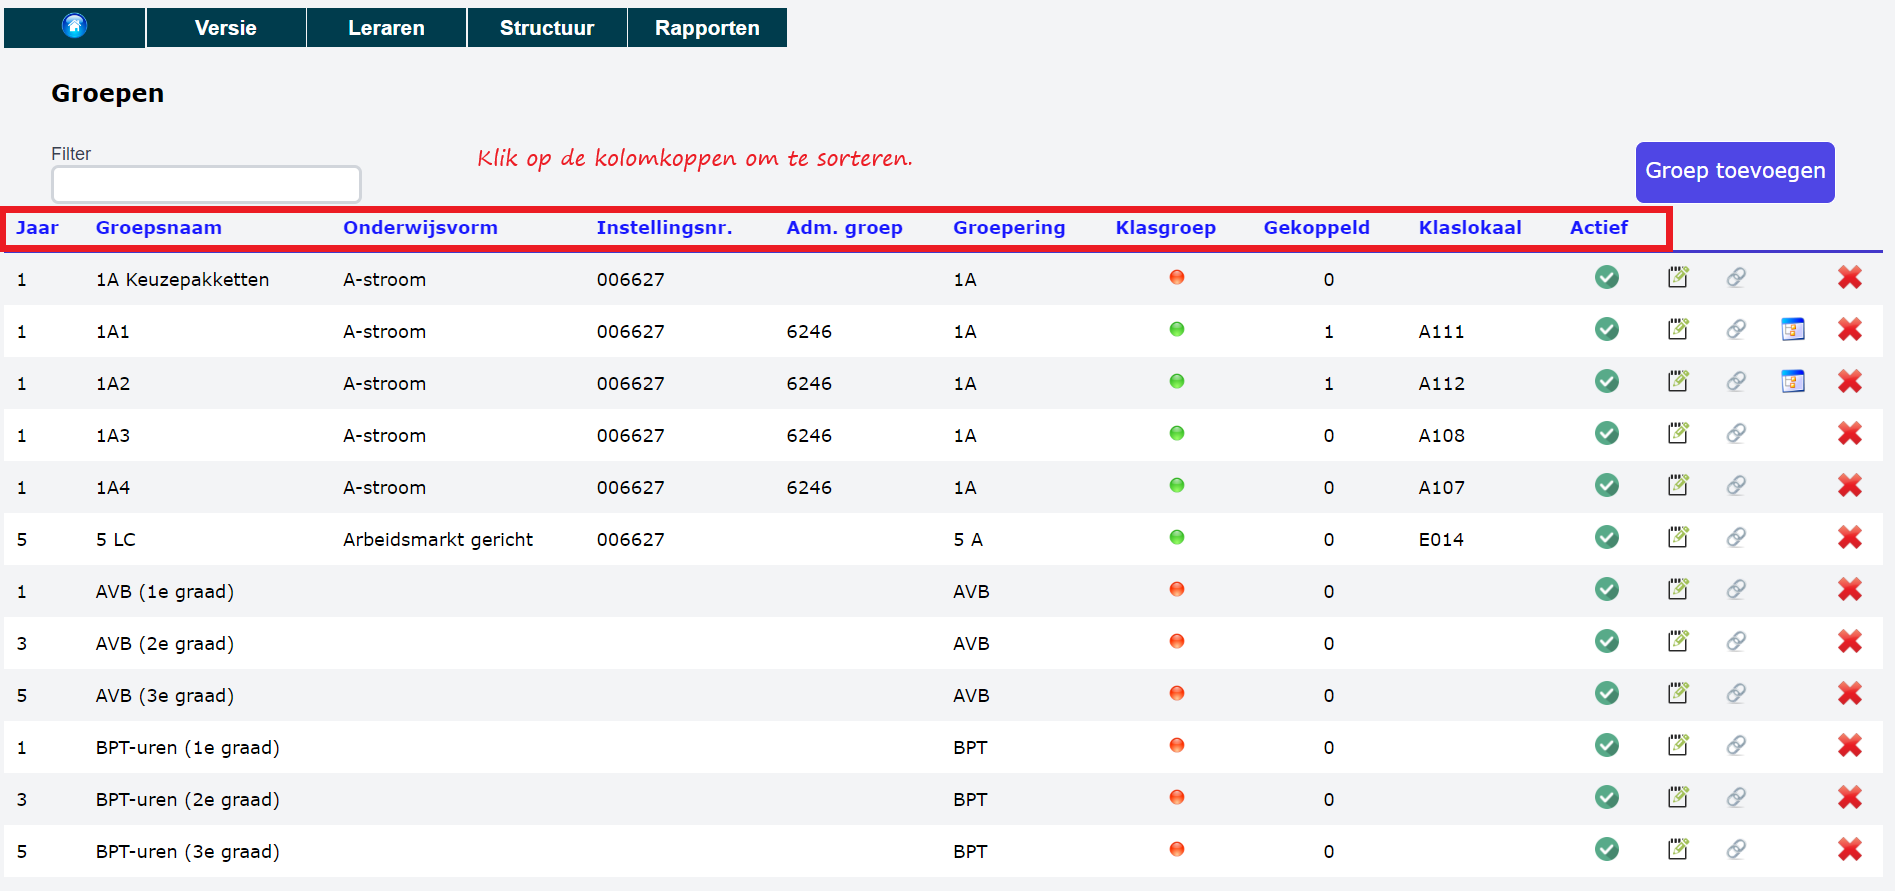 Versie Leraren Structuur Rapporten
Groepen
Filter
Klik op de kolomkoppen om te sorteren.
Groep toevoegen
Jaar Groepsnaam Onderwijsvorm Instellingsnr. Adm. groep Groepering Klasgroep Gekoppeld Klaslokaal Actief
1 1A Keuzepakketten A-stroom 006627 1A 0
1 1A1 A-stroom 006627 6246 1A 1 A111
1 1A2 A-stroom 006627 6246 1A 1 A112
1 1A3 A-stroom 006627 6246 1A 0 A108
1 1A4 A-stroom 006627 6246 1A 0 A107
5 5 LC Arbeidsmarkt gericht 006627 5 A 0 E014
1 AVB (1e graad) AVB 0
3 AVB (2e graad) AVB 0
5 AVB (3e graad) AVB 0
1 BPT-uren (1e graad) BPT 0
3 BPT-uren (2e graad) BPT 0
5 BPT-uren (3e graad) BPT 0